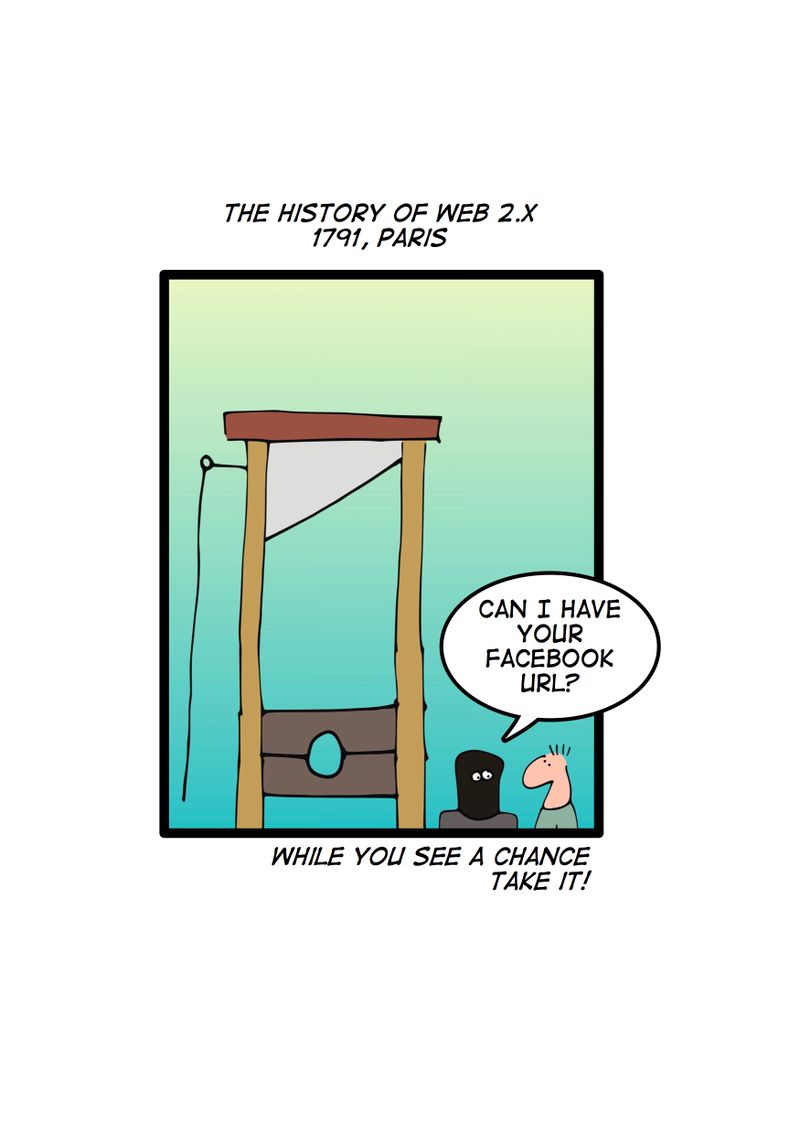 THE HISTORY OF WEB 2.X
1791, PARIS
CAN I HAVE
YOUR
FACEBOOK
URL?
WHILE YOU SEE A CHANCE
TAKE IT!